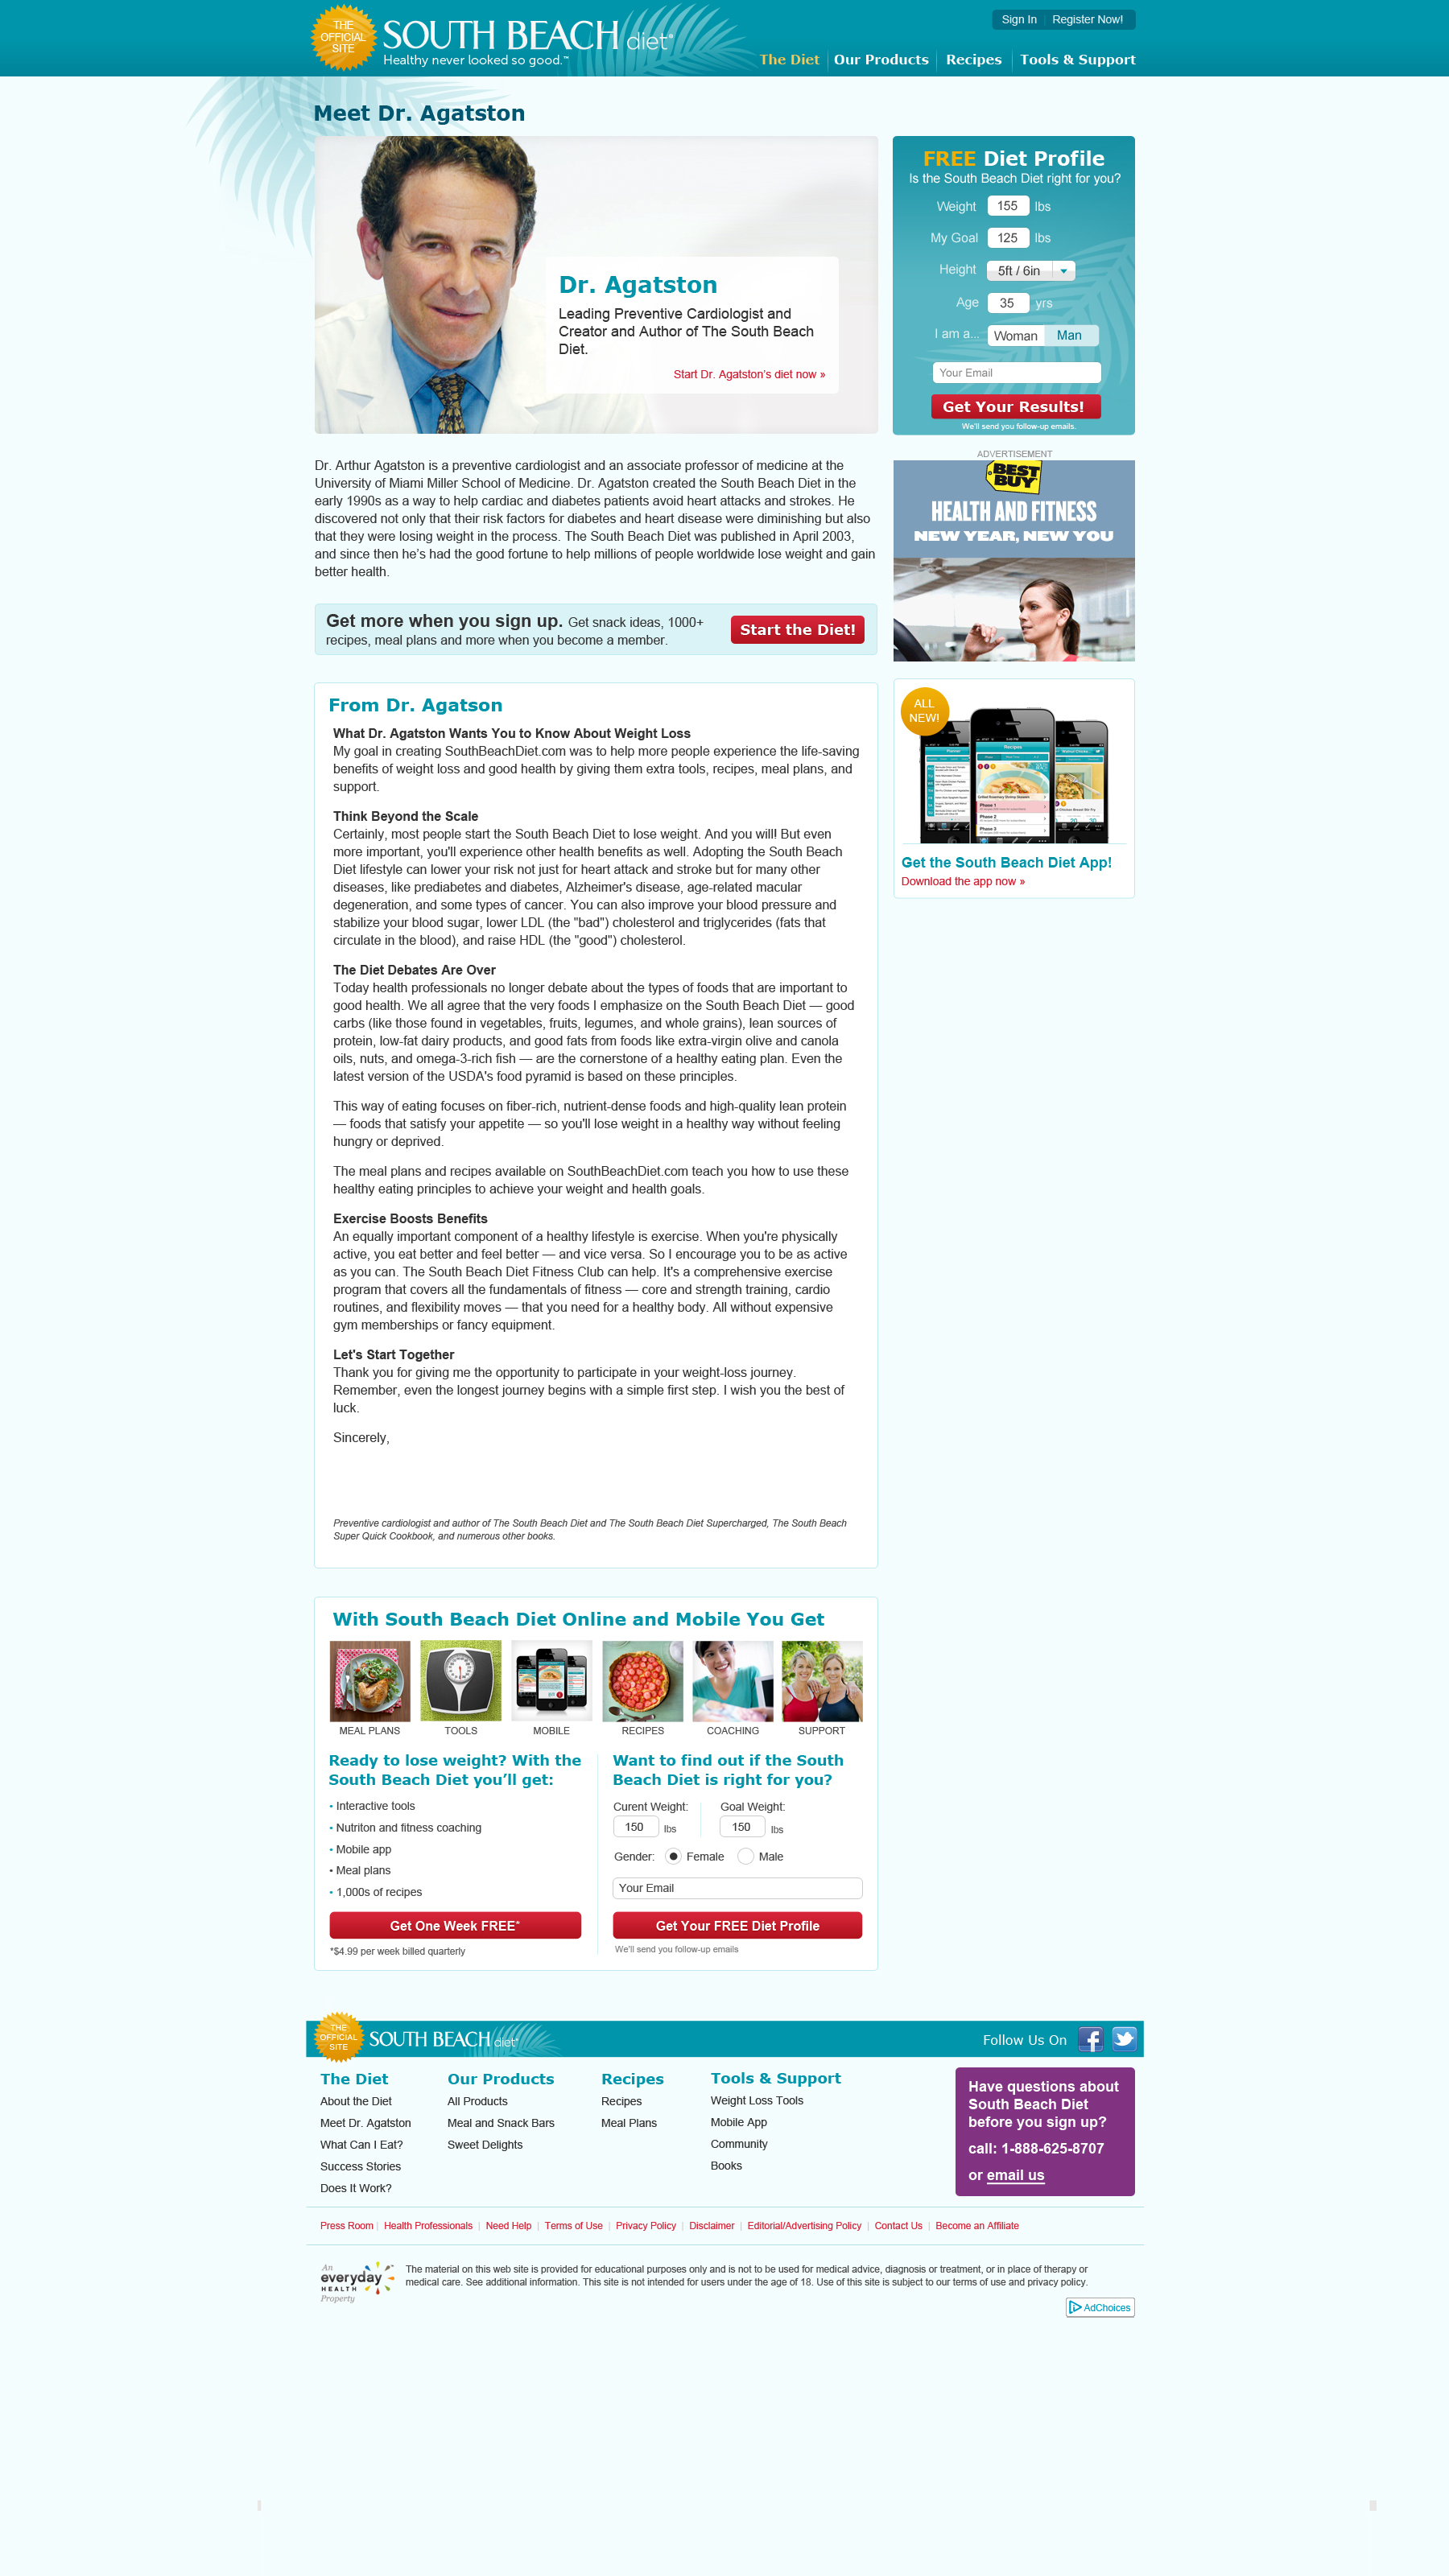 THE
OFFICIAL
SITE
SOUTH BEACH diet®
Healthy never looked so good.™
Sign In
Register Now!
The Diet
Our Products
Recipes
Tools & Support
Meet Dr. Agatston
Dr. Agatston
Leading Preventive Cardiologist and
Creator and Author of The South Beach
Diet.
Start Dr. Agatston's diet now »
FREE Diet Profile
Is the South Beach Diet right for you?
Weight 155 lbs
My Goal 125 lbs
Height 5ft / 6in
Age 35 yrs
I am a... Woman Man
Your Email
Get Your Results!
We'll send you follow-up emails.
Dr. Arthur Agatston is a preventive cardiologist and an associate professor of medicine at the
University of Miami Miller School of Medicine. Dr. Agatston created the South Beach Diet in the
early 1990s as a way to help cardiac and diabetes patients avoid heart attacks and strokes. He
discovered not only that their risk factors for diabetes and heart disease were diminishing but also
that they were losing weight in the process. The South Beach Diet was published in April 2003,
and since then he's had the good fortune to help millions of people worldwide lose weight and gain
better health.
ADVERTISEMENT
BEST
BUY
HEALTH AND FITNESS
NEW YEAR, NEW YOU
Get more when you sign up. Get snack ideas, 1000+
recipes, meal plans and more when you become a member.
Start the Diet!
ALL
NEW!
Recipes
Phase 1
Phase 2
Phase 3
Get the South Beach Diet App!
Download the app now »
From Dr. Agatson
What Dr. Agatston Wants You to Know About Weight Loss
My goal in creating SouthBeachDiet.com was to help more people experience the life-saving
benefits of weight loss and good health by giving them extra tools, recipes, meal plans, and
support.
Think Beyond the Scale
Certainly, most people start the South Beach Diet to lose weight. And you will! But even
more important, you'll experience other health benefits as well. Adopting the South Beach
Diet lifestyle can lower your risk not just for heart attack and stroke but for many other
diseases, like prediabetes and diabetes, Alzheimer's disease, age-related macular
degeneration, and some types of cancer. You can also improve your blood pressure and
stabilize your blood sugar, lower LDL (the "bad") cholesterol and triglycerides (fats that
circulate in the blood), and raise HDL (the "good") cholesterol.
The Diet Debates Are Over
Today health professionals no longer debate about the types of foods that are important to
good health. We all agree that the very foods I emphasize on the South Beach Diet — good
carbs (like those found in vegetables, fruits, legumes, and whole grains), lean sources of
protein, low-fat dairy products, and good fats from foods like extra-virgin olive and canola
oils, nuts, and omega-3-rich fish — are the cornerstone of a healthy eating plan. Even the
latest version of the USDA's food pyramid is based on these principles.
This way of eating focuses on fiber-rich, nutrient-dense foods and high-quality lean protein
— foods that satisfy your appetite — so you'll lose weight in a healthy way without feeling
hungry or deprived.
The meal plans and recipes available on SouthBeachDiet.com teach you how to use these
healthy eating principles to achieve your weight and health goals.
Exercise Boosts Benefits
An equally important component of a healthy lifestyle is exercise. When you're physically
active, you eat better and feel better — and vice versa. So I encourage you to be as active
as you can. The South Beach Diet Fitness Club can help. It's a comprehensive exercise
program that covers all the fundamentals of fitness — core and strength training, cardio
routines, and flexibility moves — that you need for a healthy body. All without expensive
gym memberships or fancy equipment.
Let's Start Together
Thank you for giving me the opportunity to participate in your weight-loss journey.
Remember, even the longest journey begins with a simple first step. I wish you the best of
luck.
Sincerely,
Preventive cardiologist and author of The South Beach Diet and The South Beach Diet Supercharged, The South Beach
Super Quick Cookbook, and numerous other books.
With South Beach Diet Online and Mobile You Get
MEAL PLANS
TOOLS
MOBILE
RECIPES
COACHING
SUPPORT
Ready to lose weight? With the
South Beach Diet you'll get:
• Interactive tools
• Nutriton and fitness coaching
• Mobile app
• Meal plans
• 1,000s of recipes
Get One Week FREE*
*$4.99 per week billed quarterly
Want to find out if the South
Beach Diet is right for you?
Curent Weight: Goal Weight:
150 lbs 150 lbs
Gender: Female Male
Your Email
Get Your FREE Diet Profile
We'll send you follow-up emails
THE
OFFICIAL
SITE
SOUTH BEACH diet®
Follow Us On
The Diet
About the Diet
Meet Dr. Agatston
What Can I Eat?
Success Stories
Does It Work?
Our Products
All Products
Meal and Snack Bars
Sweet Delights
Recipes
Recipes
Meal Plans
Tools & Support
Weight Loss Tools
Mobile App
Community
Books
Have questions about
South Beach Diet
before you sign up?
call: 1-888-625-8707
or email us
Press Room | Health Professionals | Need Help | Terms of Use | Privacy Policy | Disclaimer | Editorial/Advertising Policy | Contact Us | Become an Affiliate
An
everyday
HEALTH
Property
The material on this web site is provided for educational purposes only and is not to be used for medical advice, diagnosis or treatment, or in place of therapy or
medical care. See additional information. This site is not intended for users under the age of 18. Use of this site is subject to our terms of use and privacy policy.
AdChoices